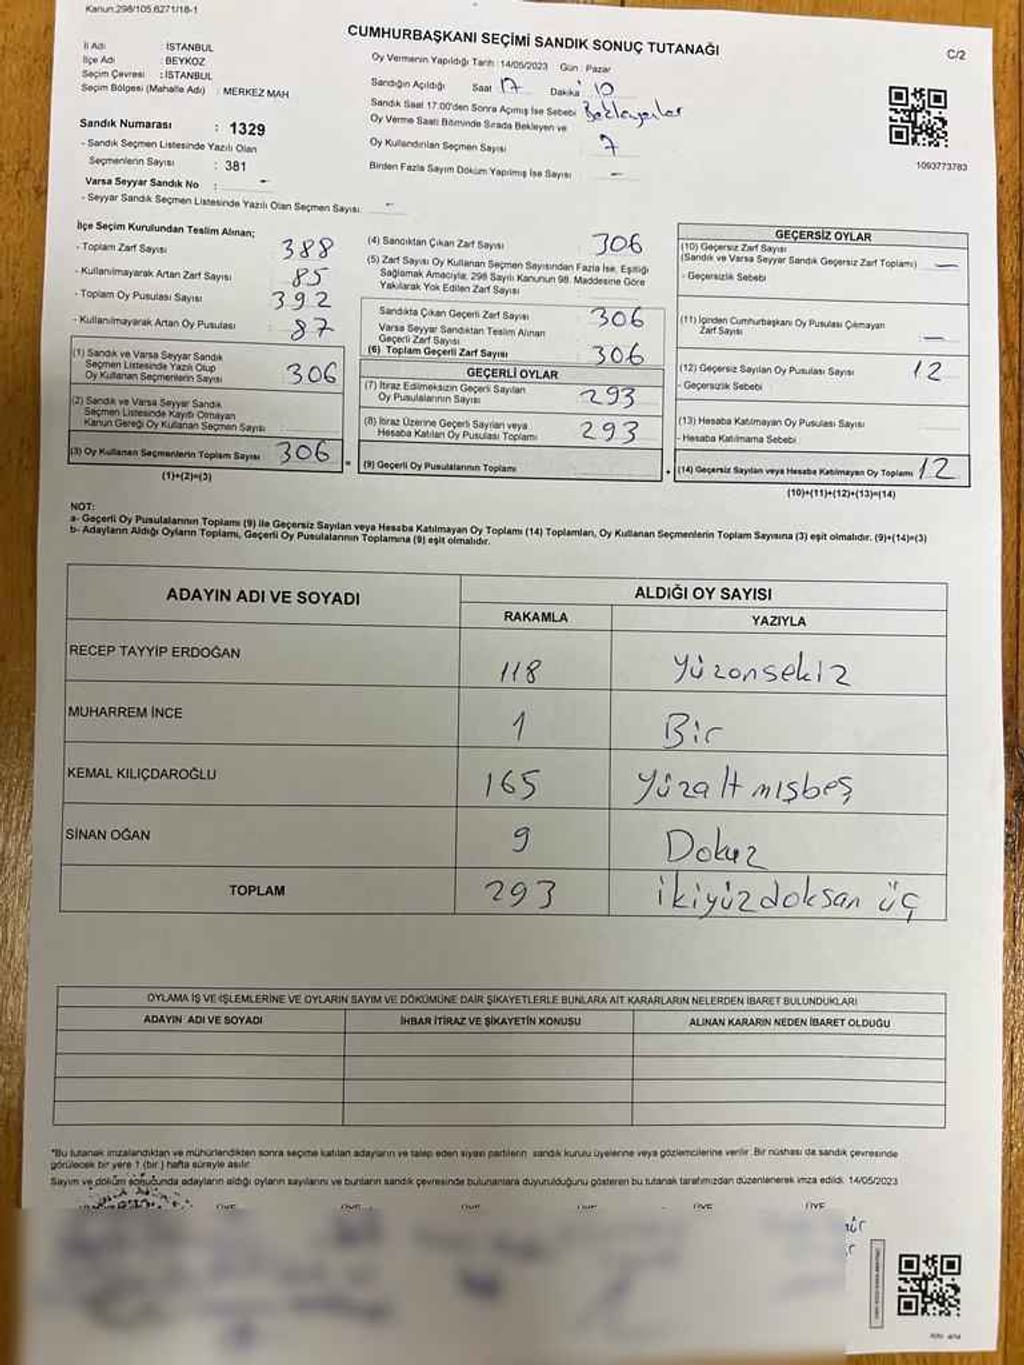 Kanun:298/105.6271/18-1
CUMHURBAŞKANI SEÇİMİ SANDIK SONUÇ TUTANAĞI
C/2
İl Adı : İSTANBUL
İlçe Adı : BEYKOZ
Seçim Çevresi : İSTANBUL
Seçim Bölgesi (Mahalle Adı) : MERKEZ MAH
Sandık Numarası : 1329
- Sandık Seçmen Listesinde Yazılı Olan
Seçmenlerin Sayısı : 381
Varsa Seyyar Sandık No : -
- Seyyar Sandık Seçmen Listesinde Yazılı Olan Seçmen Sayısı: -
Oy Vermenin Yapıldığı Tarih :14/05/2023 Gün : Pazar
Sandığın Açıldığı Saat 17 Dakika 10
Sandık Saat 17.00'den Sonra Açımış İse Sebebi Bekleyenler
Oy Verme Saati Bitiminde Sırada Bekleyen ve
Oy Kullandırılan Seçmen Sayısı 7
Birden Fazla Sayım Döküm Yapılmış İse Sayısı -
1093773783
İlçe Seçim Kurulundan Teslim Alınan;
- Toplam Zarf Sayısı 388
- Kullanılmayarak Artan Zarf Sayısı 85
- Toplam Oy Pusulası Sayısı 392
- Kullanılmayarak Artan Oy Pusulası 87
(1) Sandık ve Varsa Seyyar Sandık
Seçmen Listesinde Yazılı Olup
Oy Kullanan Seçmenlerin Sayısı 306
(2) Sandık ve Varsa Seyyar Sandık
Seçmen Listesinde Kayıtlı Olmayan
Kanun Gereği Oy Kullanan Seçmen Sayısı :
(3) Oy Kullanan Seçmenlerin Toplam Sayısı 306
(1)+(2)=(3)
(4) Sandıktan Çıkan Zarf Sayısı 306
(5) Zarf Sayısı Oy Kullanan Seçmen Sayısından Fazla İse, Eşitliği
Sağlamak Amacıyla; 298 Sayılı Kanunun 98. Maddesine Göre
Yakılarak Yok Edilen Zarf Sayısı
Sandıkta Çıkan Geçerli Zarf Sayısı 306
Varsa Seyyar Sandıktan Teslim Alınan
Geçerli Zarf Sayısı
(6) Toplam Geçerli Zarf Sayısı 306
GEÇERLİ OYLAR
(7) İtiraz Edilmeksizin Geçerli Sayılan
Oy Pusulalarının Sayısı 293
(8) İtiraz Üzerine Geçerli Sayılan veya
Hesaba Katılan Oy Pusulası Toplamı 293
(9) Geçerli Oy Pusulalarının Toplamı
GEÇERSİZ OYLAR
(10) Geçersiz Zarf Sayısı
(Sandık ve Varsa Seyyar Sandık Geçersiz Zarf Toplamı) -
- Geçersizlik Sebebi
(11) İçinden Cumhurbaşkanı Oy Pusulası Çıkmayan
Zarf Sayısı : -
(12) Geçersiz Sayılan Oy Pusulası Sayısı 12
- Geçersizlik Sebebi
(13) Hesaba Katılmayan Oy Pusulası Sayısı
- Hesaba Katılmama Sebebi
(14) Geçersiz Sayılan veya Hesaba Katılmayan Oy Toplamı 12
(10)+(11)+(12)+(13)=(14)
NOT:
a- Geçerli Oy Pusulalarının Toplamı (9) ile Geçersiz Sayılan veya Hesaba Katılmayan Oy Toplamı (14) Toplamları, Oy Kullanan Seçmenlerin Toplam Sayısına (3) eşit olmalıdır. (9)+(14)=(3)
b- Adayların Aldığı Oyların Toplamı, Geçerli Oy Pusulalarının Toplamına (9) eşit olmalıdır.
ADAYIN ADI VE SOYADI ALDIĞI OY SAYISI
RAKAMLA YAZIYLA
RECEP TAYYİP ERDOĞAN 118 Yüzonsekiz
MUHARREM İNCE 1 Bir
KEMAL KILIÇDAROĞLU 165 Yüzaltmışbeş
SİNAN OĞAN 9 Dokuz
TOPLAM 293 ikiyüzdoksan üç
OYLAMA İŞ VE İŞLEMLERİNE VE OYLARIN SAYIM VE DÖKÜMÜNE DAİR ŞİKAYETLERLE BUNLARA AİT KARARLARIN NELERDEN İBARET BULUNDUKLARI
ADAYIN ADI VE SOYADI İHBAR İTİRAZ VE ŞİKAYETİN KONUSU ALINAN KARARIN NEDEN İBARET OLDUĞU
*Bu tutanak imzalandıktan ve mühürlendikten sonra seçime katılan adayların ve talep eden siyasi partilerin sandık kurulu üyelerine veya gözlemcilerine verilir. Bir nüshası da sandık çevresinde
görülecek bir yere 1 (bir ) hafta süreyle asılır.
Sayım ve döküm sonucunda adayların aldığı oyların sayılarını ve bunların sandık çevresinde bulunanlara duyurulduğunu gösteren bu tutanak tarafımızdan düzenlenerek imza edildi. 14/05/2023
ÜYE ÜYE ÜYE ÜYE ÜYE ÜYE